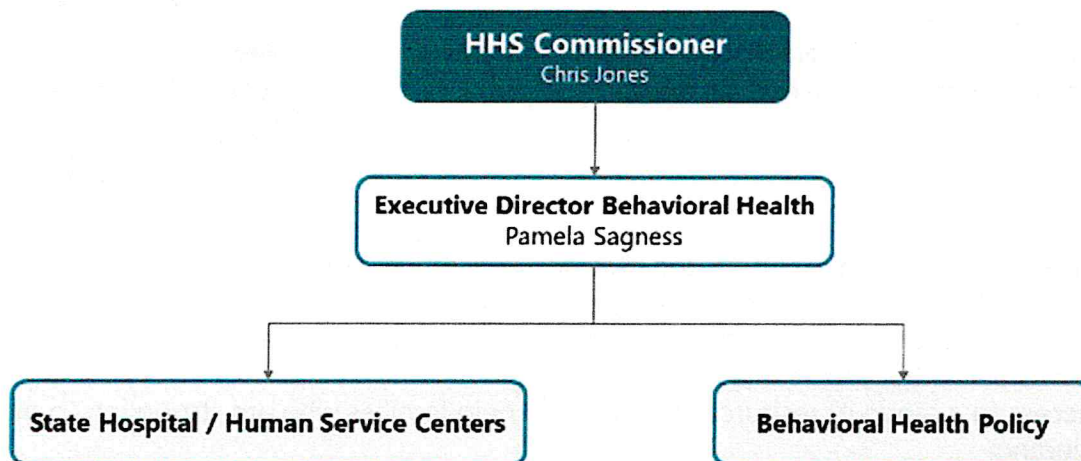 HHS Commissioner
Chris Jones
Executive Director Behavioral Health
Pamela Sagness
State Hospital / Human Service Centers
Behavioral Health Policy